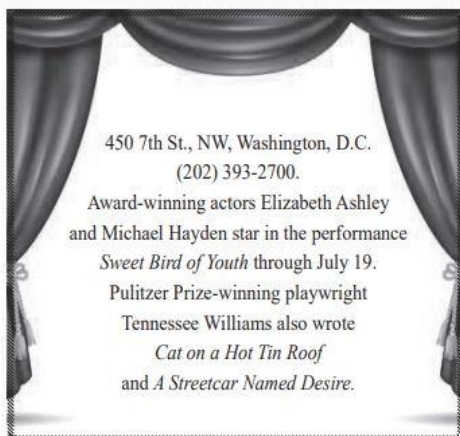 450 7th St., NW, Washington, D.C.
(202) 393-2700.
Award-winning actors Elizabeth Ashley
and Michael Hayden star in the performance
Sweet Bird of Youth through July 19.
Pulitzer Prize-winning playwright
Tennessee Williams also wrote
Cat on a Hot Tin Roof
and A Streetcar Named Desire.